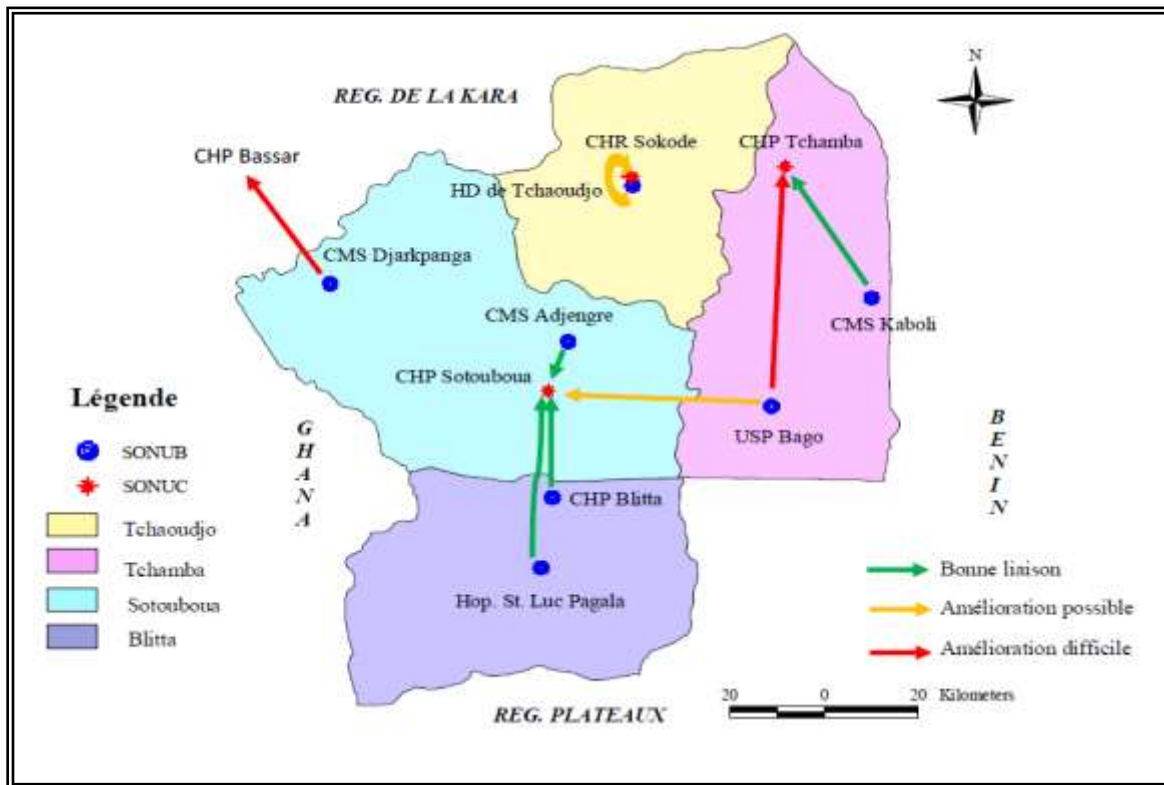 N
REG. DE LA KARA
CHR Sokode
CHP Tchamba
CHP Bassar
HD de Tchaoudjo
CMS Djarkpanga
CMS Adjengre
CMS Kaboli
CHP Sotouboua
USP Bago
Légende
SONUB
SONUC
Tchaoudjo
Tchamba
Sotouboua
Blitta
GHANA
BENIN
CHP Blitta
Hop. St. Luc Pagala
Bonne liaison
Amélioration possible
Amélioration difficile
REG. PLATEAUX
20 0 20 Kilometers